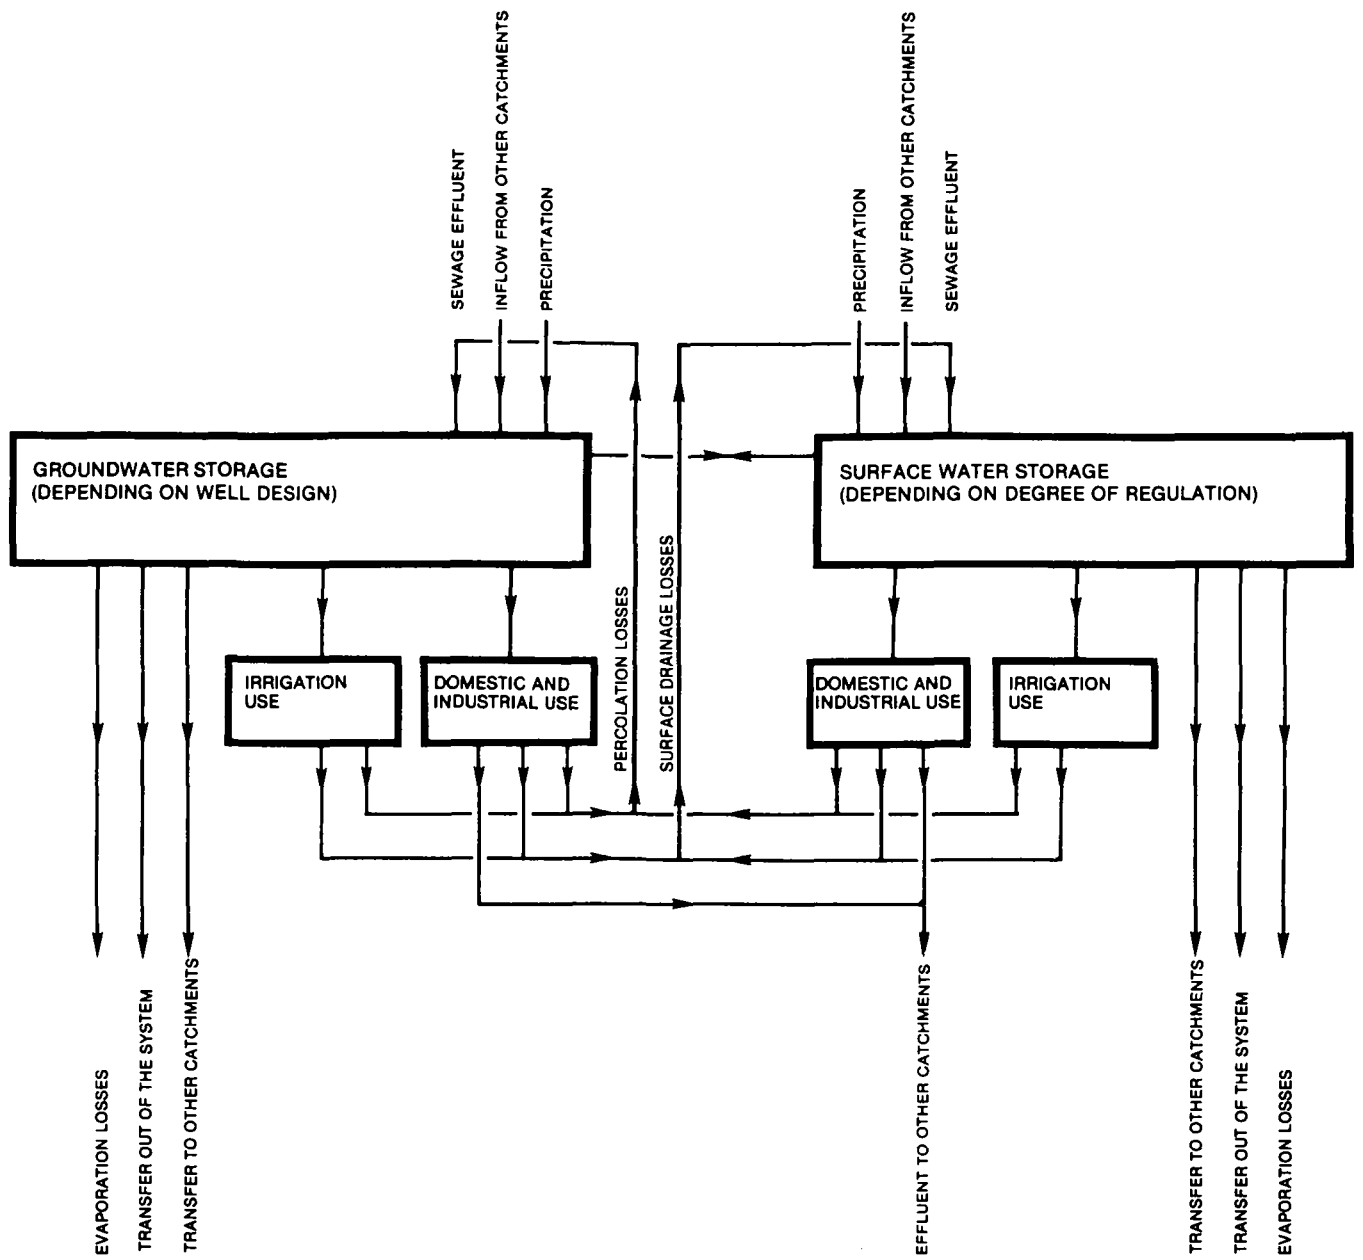 SEWAGE EFFLUENT
INFLOW FROM OTHER CATCHMENTS
PRECIPITATION
PRECIPITATION
INFLOW FROM OTHER CATCHMENTS
SEWAGE EFFLUENT
GROUNDWATER STORAGE
(DEPENDING ON WELL DESIGN)
SURFACE WATER STORAGE
(DEPENDING ON DEGREE OF REGULATION)
IRRIGATION
USE
DOMESTIC AND
INDUSTRIAL USE
PERCOLATION LOSSES
SURFACE DRAINAGE LOSSES
DOMESTIC AND
INDUSTRIAL USE
IRRIGATION
USE
EVAPORATION LOSSES
TRANSFER OUT OF THE SYSTEM
TRANSFER TO OTHER CATCHMENTS
EFFLUENT TO OTHER CATCHMENTS
TRANSFER TO OTHER CATCHMENTS
TRANSFER OUT OF THE SYSTEM
EVAPORATION LOSSES